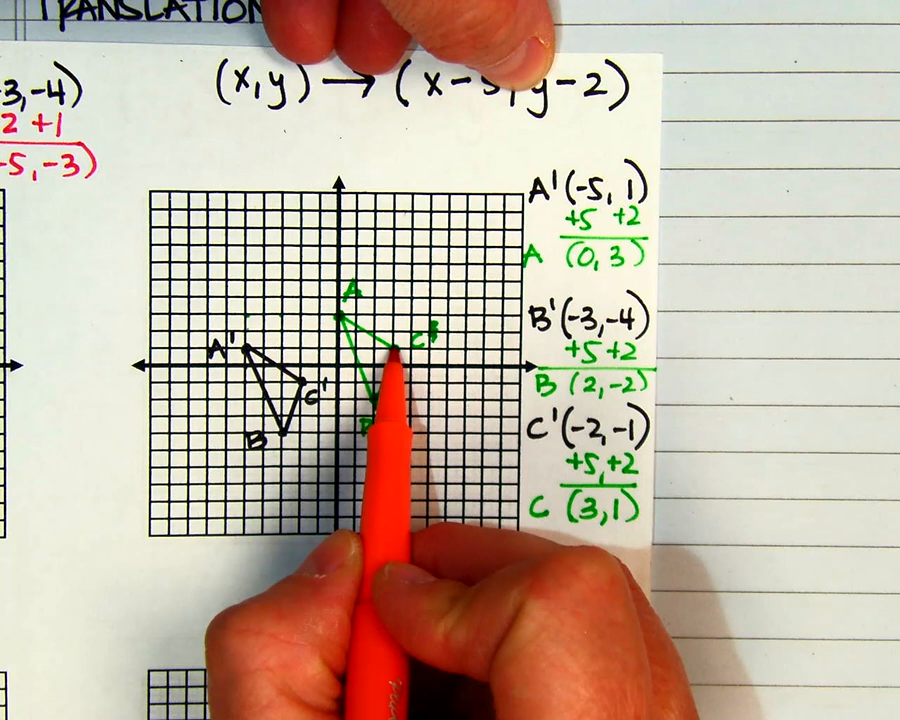 TRANSLATION
3,-4)
2 +1
-5,-3)
(x,y) → (x-5,y-2)
A'(-5, 1)
+5 +2
A (0, 3)
B'(-3,-4)
+5 +2
B (2,-2)
C'(-2,-1)
+5,+2
C (3,1)
A
C'
A'
C'
B